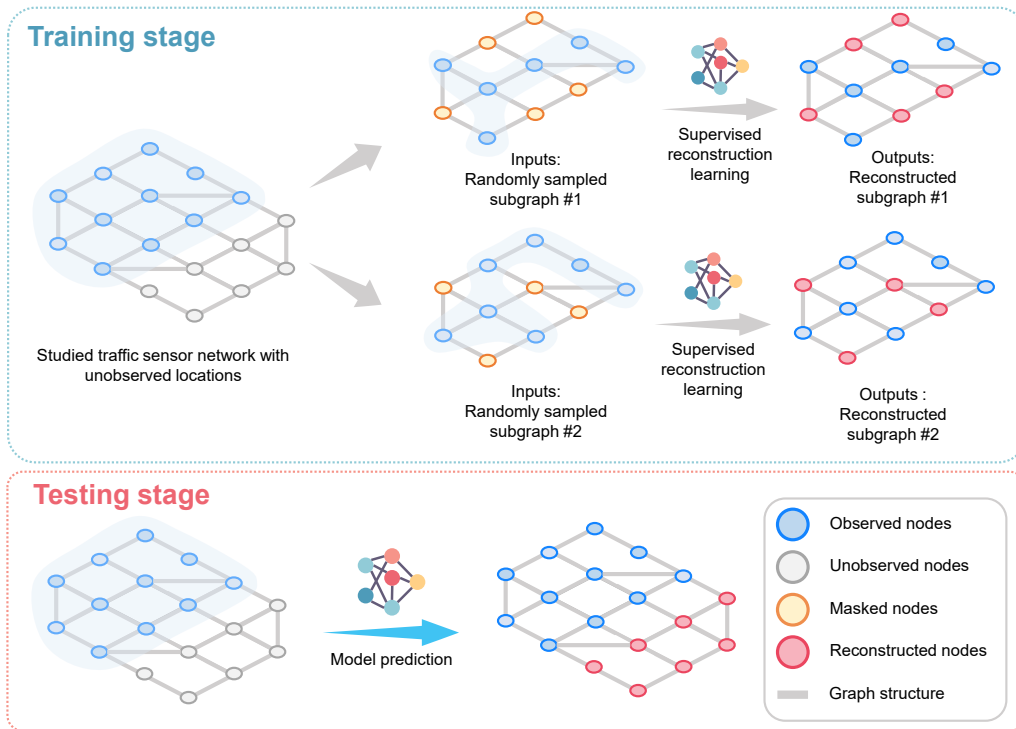 Training stage
Studied traffic sensor network with
unobserved locations
Inputs:
Randomly sampled
subgraph #1
Supervised
reconstruction
learning
Outputs:
Reconstructed
subgraph #1
Inputs:
Randomly sampled
subgraph #2
Supervised
reconstruction
learning
Outputs :
Reconstructed
subgraph #2
Testing stage
Model prediction
Observed nodes
Unobserved nodes
Masked nodes
Reconstructed nodes
Graph structure